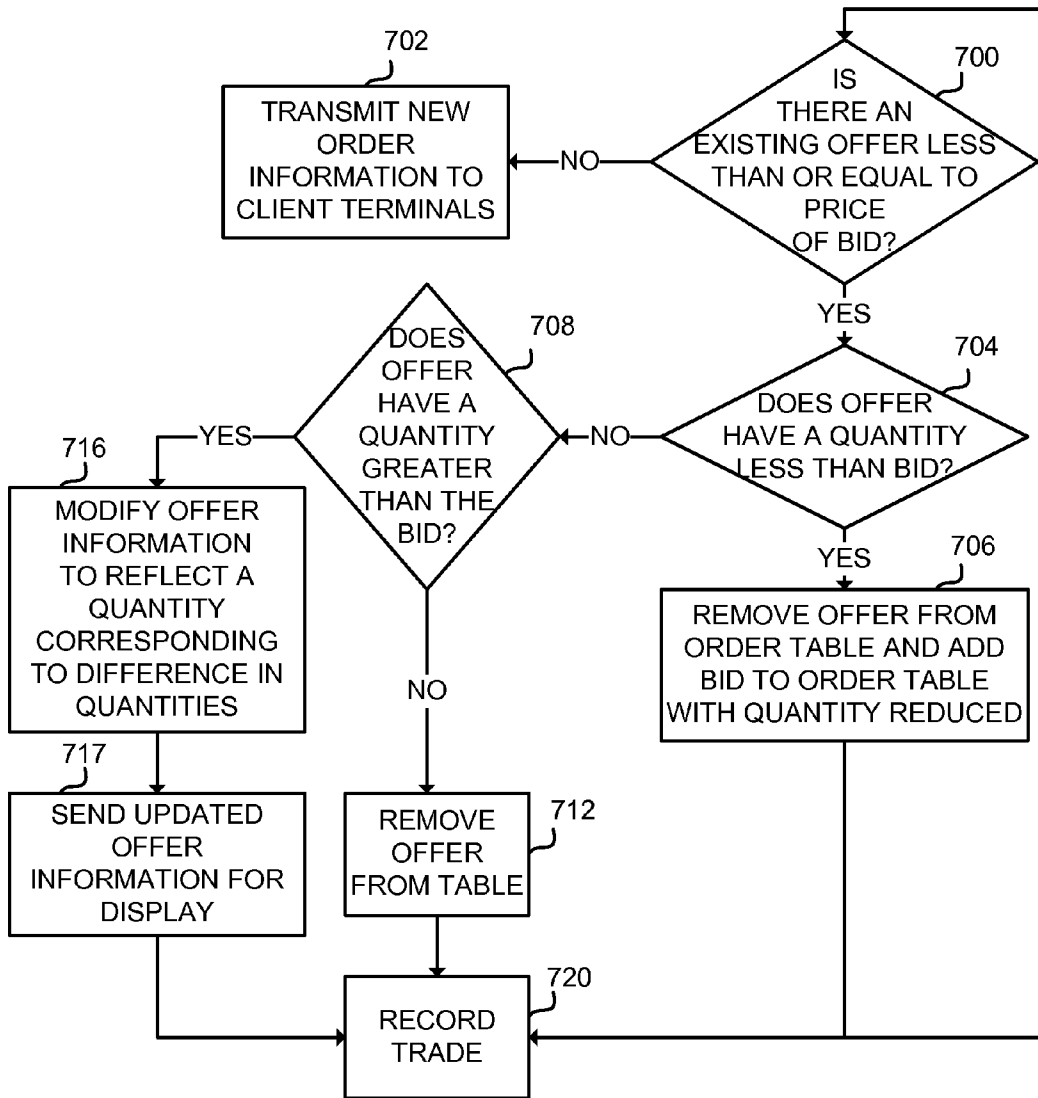 702
TRANSMIT NEW
ORDER
INFORMATION TO
CLIENT TERMINALS
700
IS
THERE AN
EXISTING OFFER LESS
THAN OR EQUAL TO
PRICE
OF BID?
NO
YES
704
DOES OFFER
HAVE A QUANTITY
LESS THAN BID?
NO
YES
708
DOES
OFFER
HAVE A
QUANTITY
GREATER
THAN THE
BID?
YES
NO
716
MODIFY OFFER
INFORMATION
TO REFLECT A
QUANTITY
CORRESPONDING
TO DIFFERENCE IN
QUANTITIES
706
REMOVE OFFER FROM
ORDER TABLE AND ADD
BID TO ORDER TABLE
WITH QUANTITY REDUCED
717
SEND UPDATED
OFFER
INFORMATION FOR
DISPLAY
712
REMOVE
OFFER
FROM TABLE
720
RECORD
TRADE